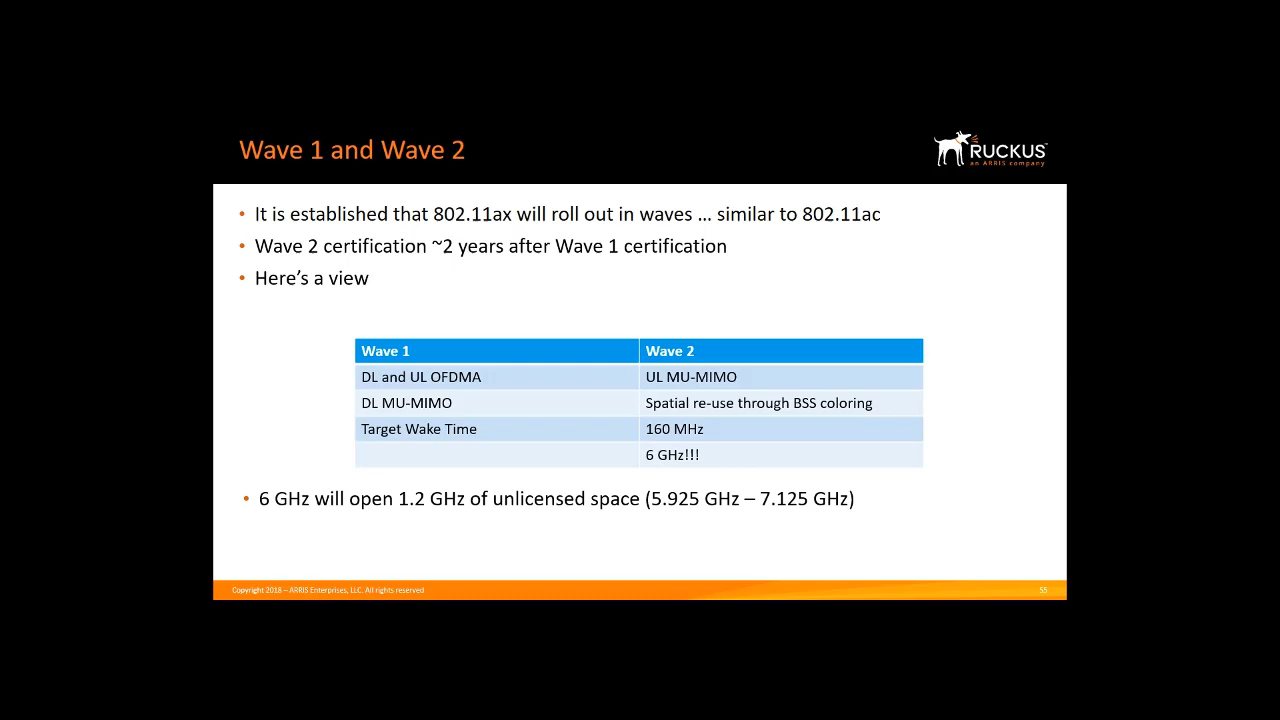 Wave 1 and Wave 2
RUCKUS™
an ARRIS company
• It is established that 802.11ax will roll out in waves … similar to 802.11ac
• Wave 2 certification ~2 years after Wave 1 certification
• Here's a view
Wave 1 Wave 2
DL and UL OFDMA UL MU-MIMO
DL MU-MIMO Spatial re-use through BSS coloring
Target Wake Time 160 MHz
6 GHz!!!
• 6 GHz will open 1.2 GHz of unlicensed space (5.925 GHz – 7.125 GHz)
Copyright 2018 – ARRIS Enterprises, LLC. All rights reserved 55